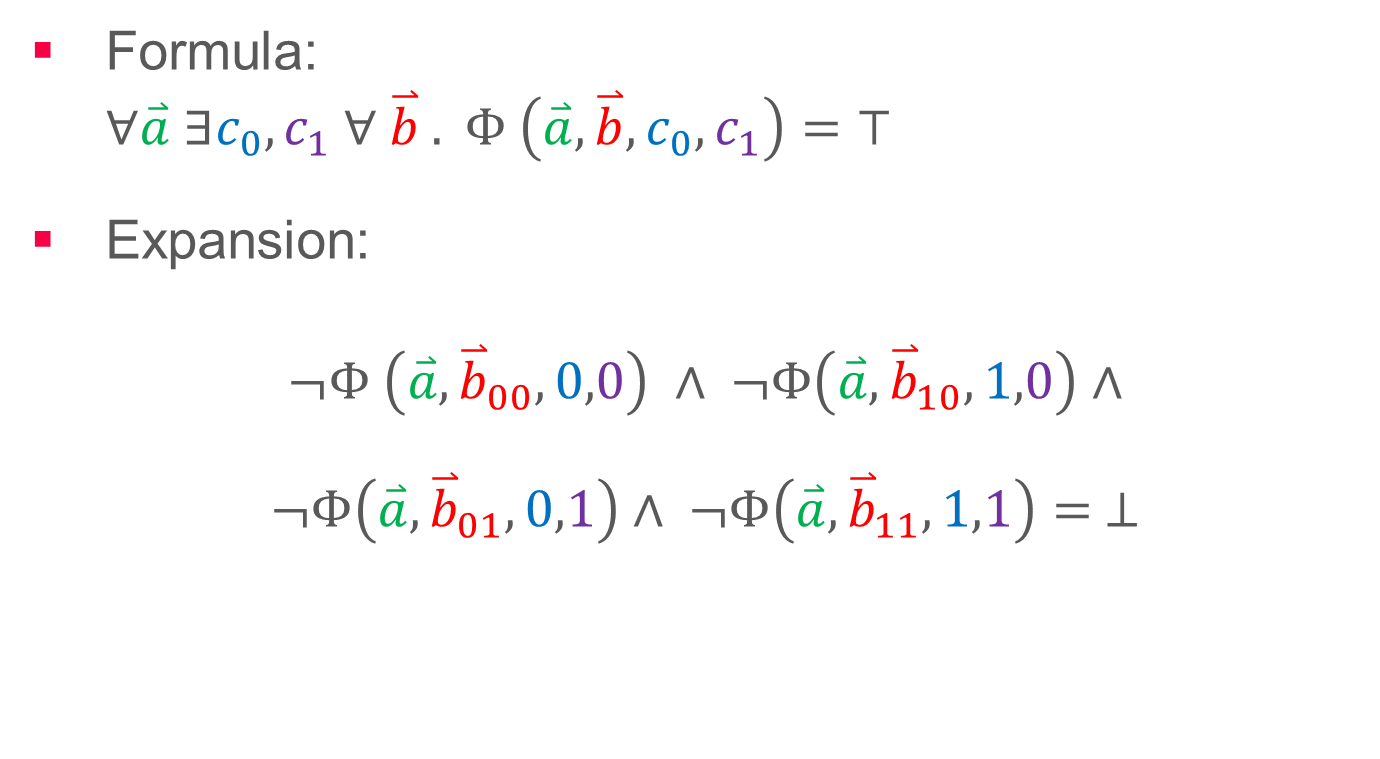 ▪ Formula:
∀a⃗ ∃c₀, c₁ ∀ b⃗ . Φ (a⃗, b⃗, c₀, c₁) = ⊤
▪ Expansion:
¬Φ (a⃗, b⃗₀₀, 0,0) ∧ ¬Φ(a⃗, b⃗₁₀, 1,0) ∧
¬Φ(a⃗, b⃗₀₁, 0,1) ∧ ¬Φ(a⃗, b⃗₁₁, 1,1) = ⊥